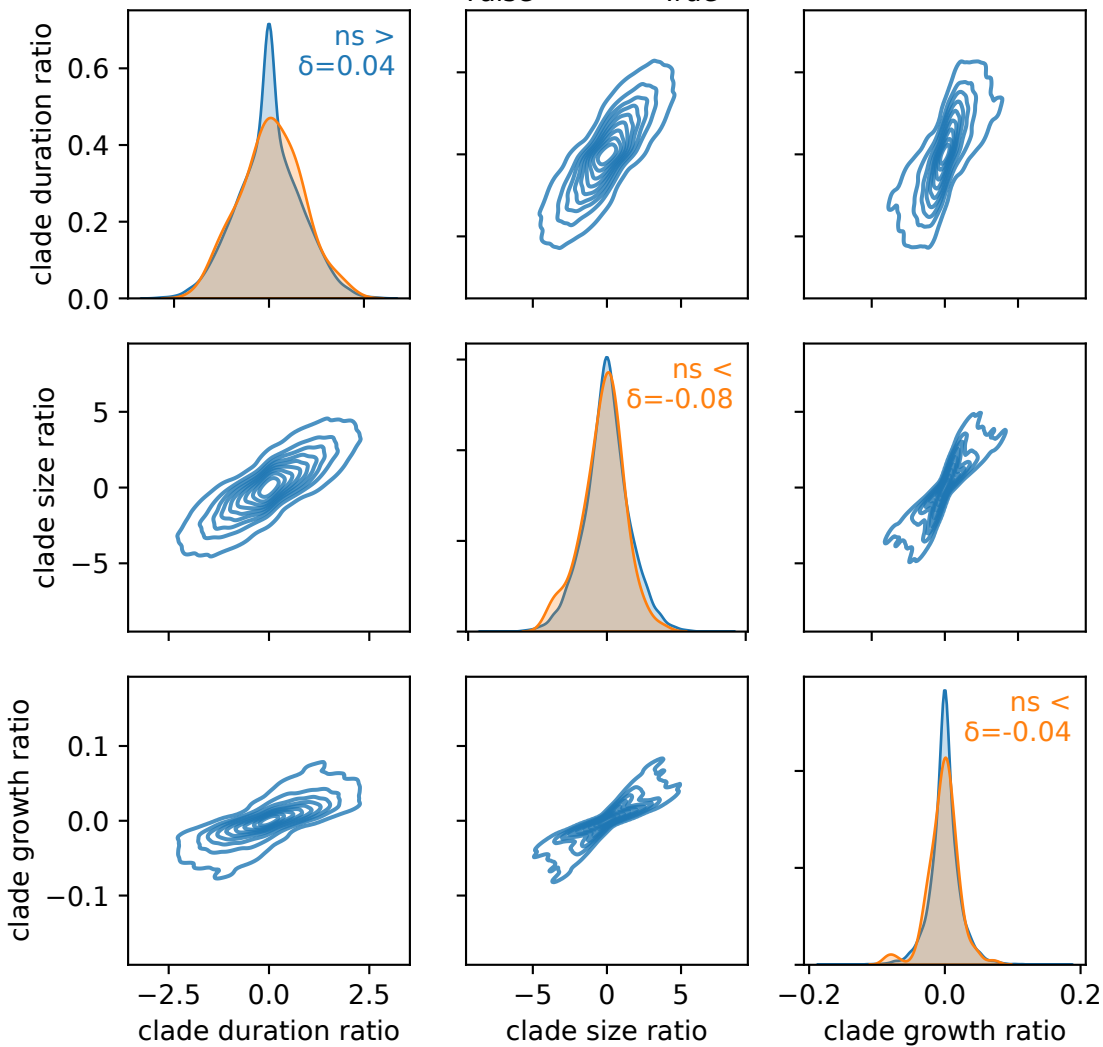 clade duration ratio
0.6
0.4
0.2
0.0
ns >
δ=0.04
clade size ratio
5
0
−5
ns <
δ=-0.08
clade growth ratio
0.1
0.0
−0.1
ns <
δ=-0.04
−2.5 0.0 2.5
clade duration ratio
−5 0 5
clade size ratio
−0.2 0.0 0.2
clade growth ratio